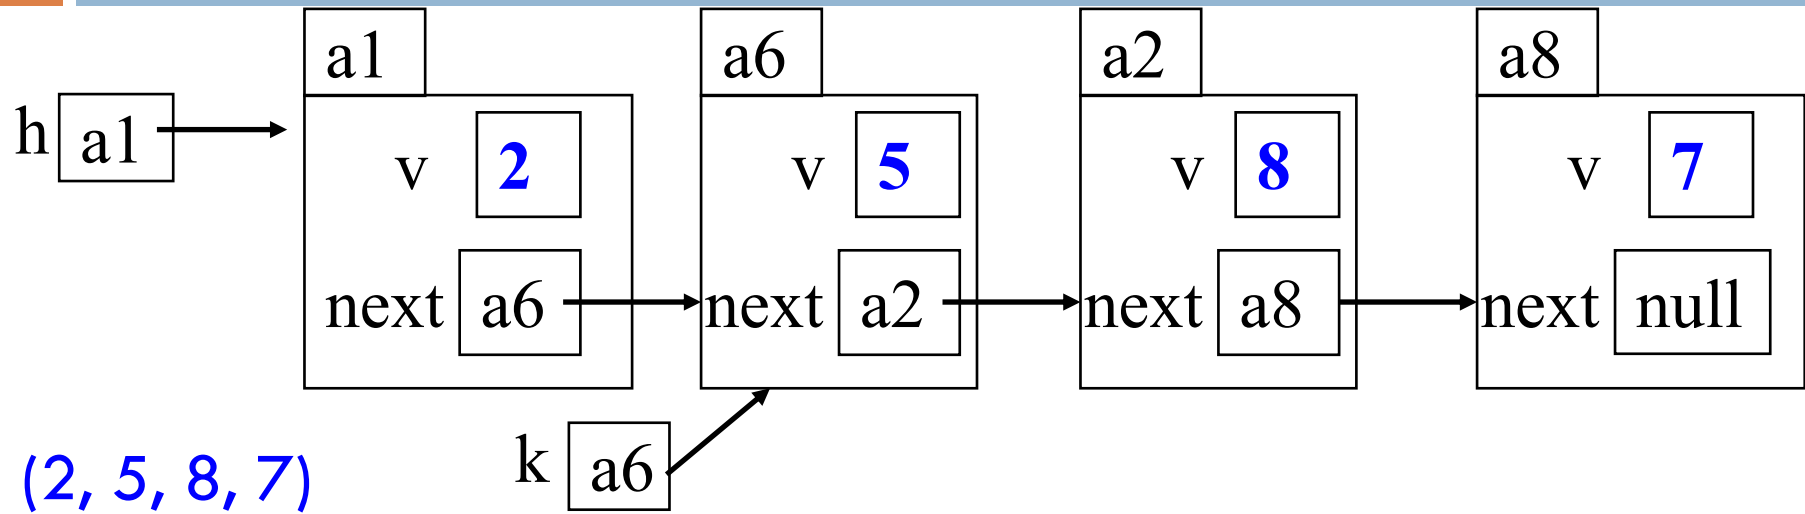 a1 a6 a2 a8
h a1
v 2 v 5 v 8 v 7
next a6 next a2 next a8 next null
k a6
(2, 5, 8, 7)